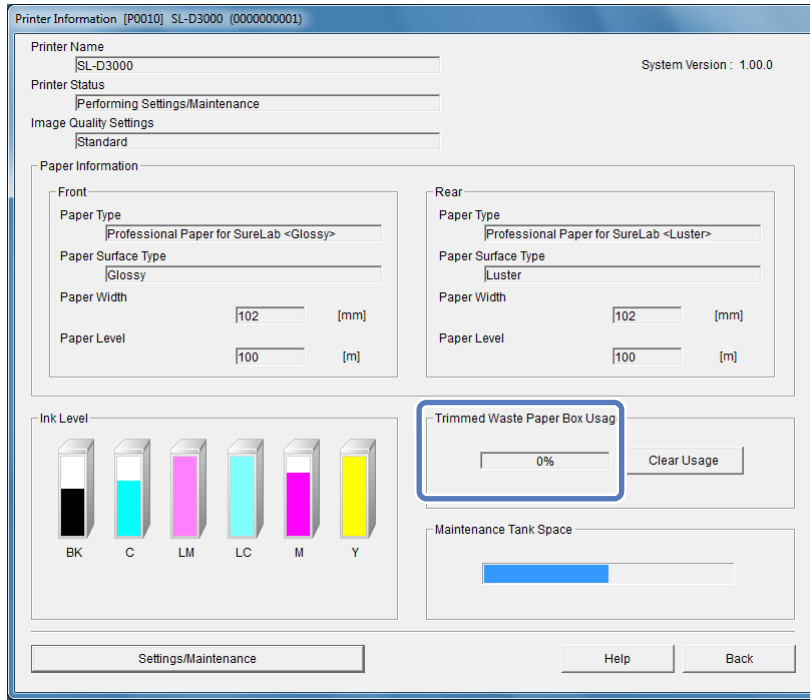 Printer Information [P0010] SL-D3000 (0000000001)
Printer Name
SL-D3000
System Version : 1.00.0
Printer Status
Performing Settings/Maintenance
Image Quality Settings
Standard
Paper Information
Front
Paper Type
Professional Paper for SureLab <Glossy>
Paper Surface Type
Glossy
Paper Width
102 [mm]
Paper Level
100 [m]
Rear
Paper Type
Professional Paper for SureLab <Luster>
Paper Surface Type
Luster
Paper Width
102 [mm]
Paper Level
100 [m]
Ink Level
BK C LM LC M Y
Trimmed Waste Paper Box Usag
0%
Clear Usage
Maintenance Tank Space
Settings/Maintenance
Help
Back